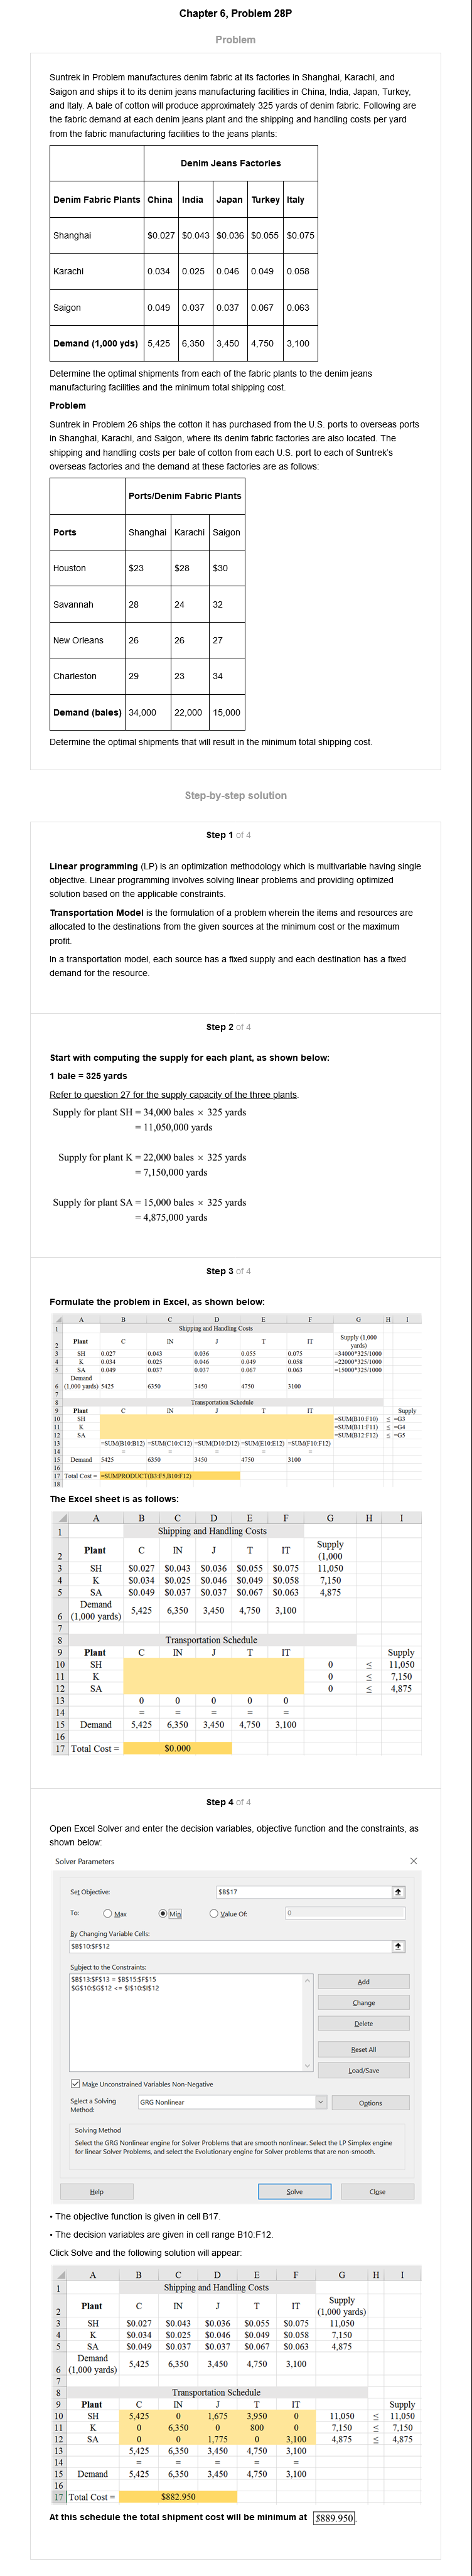 Chapter 6, Problem 28P
Problem
Suntrek in Problem manufactures denim fabric at its factories in Shanghai, Karachi, and
Saigon and ships it to its denim jeans manufacturing facilities in China, India, Japan, Turkey,
and Italy. A bale of cotton will produce approximately 325 yards of denim fabric. Following are
the fabric demand at each denim jeans plant and the shipping and handling costs per yard
from the fabric manufacturing facilities to the jeans plants:
Denim Jeans Factories
Denim Fabric Plants China India Japan Turkey Italy
Shanghai $0.027 $0.043 $0.036 $0.055 $0.075
Karachi 0.034 0.025 0.046 0.049 0.058
Saigon 0.049 0.037 0.037 0.067 0.063
Demand (1,000 yds) 5,425 6,350 3,450 4,750 3,100
Determine the optimal shipments from each of the fabric plants to the denim jeans
manufacturing facilities and the minimum total shipping cost.
Problem
Suntrek in Problem 26 ships the cotton it has purchased from the U.S. ports to overseas ports
in Shanghai, Karachi, and Saigon, where its denim fabric factories are also located. The
shipping and handling costs per bale of cotton from each U.S. port to each of Suntrek's
overseas factories and the demand at these factories are as follows:
Ports/Denim Fabric Plants
Ports Shanghai Karachi Saigon
Houston $23 $28 $30
Savannah 28 24 32
New Orleans 26 26 27
Charleston 29 23 34
Demand (bales) 34,000 22,000 15,000
Determine the optimal shipments that will result in the minimum total shipping cost.
Step-by-step solution
Step 1 of 4
Linear programming (LP) is an optimization methodology which is multivariable having single
objective. Linear programming involves solving linear problems and providing optimized
solution based on the applicable constraints.
Transportation Model is the formulation of a problem wherein the items and resources are
allocated to the destinations from the given sources at the minimum cost or the maximum
profit.
In a transportation model, each source has a fixed supply and each destination has a fixed
demand for the resource.
Step 2 of 4
Start with computing the supply for each plant, as shown below:
1 bale = 325 yards
Refer to question 27 for the supply capacity of the three plants.
Supply for plant SH = 34,000 bales × 325 yards
= 11,050,000 yards
Supply for plant K = 22,000 bales × 325 yards
= 7,150,000 yards
Supply for plant SA = 15,000 bales × 325 yards
= 4,875,000 yards
Step 3 of 4
Formulate the problem in Excel, as shown below:
A B C D E F G H I
1 Shipping and Handling Costs
2 Plant C IN J T IT Supply (1,000 yards)
3 SH 0.027 0.043 0.036 0.055 0.075 =34000*325/1000
4 K 0.034 0.025 0.046 0.049 0.058 =22000*325/1000
5 SA 0.049 0.037 0.037 0.067 0.063 =15000*325/1000
6 Demand (1,000 yards) 5425 6350 3450 4750 3100
7
8 Transportation Schedule
9 Plant C IN J T IT Supply
10 SH =SUM(B10:F10) ≤ =G3
11 K =SUM(B11:F11) ≤ =G4
12 SA =SUM(B12:F12) ≤ =G5
13 =SUM(B10:B12) =SUM(C10:C12) =SUM(D10:D12) =SUM(E10:E12) =SUM(F10:F12)
14 = = = = =
15 Demand 5425 6350 3450 4750 3100
16
17 Total Cost = =SUMPRODUCT(B3:F5,B10:F12)
18
The Excel sheet is as follows:
A B C D E F G H I
1 Shipping and Handling Costs
2 Plant C IN J T IT Supply (1,000
3 SH $0.027 $0.043 $0.036 $0.055 $0.075 11,050
4 K $0.034 $0.025 $0.046 $0.049 $0.058 7,150
5 SA $0.049 $0.037 $0.037 $0.067 $0.063 4,875
6 Demand (1,000 yards) 5,425 6,350 3,450 4,750 3,100
7
8 Transportation Schedule
9 Plant C IN J T IT Supply
10 SH 0 ≤ 11,050
11 K 0 ≤ 7,150
12 SA 0 ≤ 4,875
13 0 0 0 0 0
14 = = = = =
15 Demand 5,425 6,350 3,450 4,750 3,100
16
17 Total Cost = $0.000
Step 4 of 4
Open Excel Solver and enter the decision variables, objective function and the constraints, as
shown below:
Solver Parameters ×
Set Objective: $B$17
To: Max Min Value Of: 0
By Changing Variable Cells:
$B$10:$F$12
Subject to the Constraints:
$B$13:$F$13 = $B$15:$F$15
$G$10:$G$12 <= $I$10:$I$12
Add
Change
Delete
Reset All
Load/Save
Make Unconstrained Variables Non-Negative
Select a Solving Method: GRG Nonlinear Options
Solving Method
Select the GRG Nonlinear engine for Solver Problems that are smooth nonlinear. Select the LP Simplex engine
for linear Solver Problems, and select the Evolutionary engine for Solver problems that are non-smooth.
Help Solve Close
• The objective function is given in cell B17.
• The decision variables are given in cell range B10:F12.
Click Solve and the following solution will appear:
A B C D E F G H I
1 Shipping and Handling Costs
2 Plant C IN J T IT Supply (1,000 yards)
3 SH $0.027 $0.043 $0.036 $0.055 $0.075 11,050
4 K $0.034 $0.025 $0.046 $0.049 $0.058 7,150
5 SA $0.049 $0.037 $0.037 $0.067 $0.063 4,875
6 Demand (1,000 yards) 5,425 6,350 3,450 4,750 3,100
7
8 Transportation Schedule
9 Plant C IN J T IT Supply
10 SH 5,425 0 1,675 3,950 0 11,050 ≤ 11,050
11 K 0 6,350 0 800 0 7,150 ≤ 7,150
12 SA 0 0 1,775 0 3,100 4,875 ≤ 4,875
13 5,425 6,350 3,450 4,750 3,100
14 = = = = =
15 Demand 5,425 6,350 3,450 4,750 3,100
16
17 Total Cost = $882.950
At this schedule the total shipment cost will be minimum at $889.950.